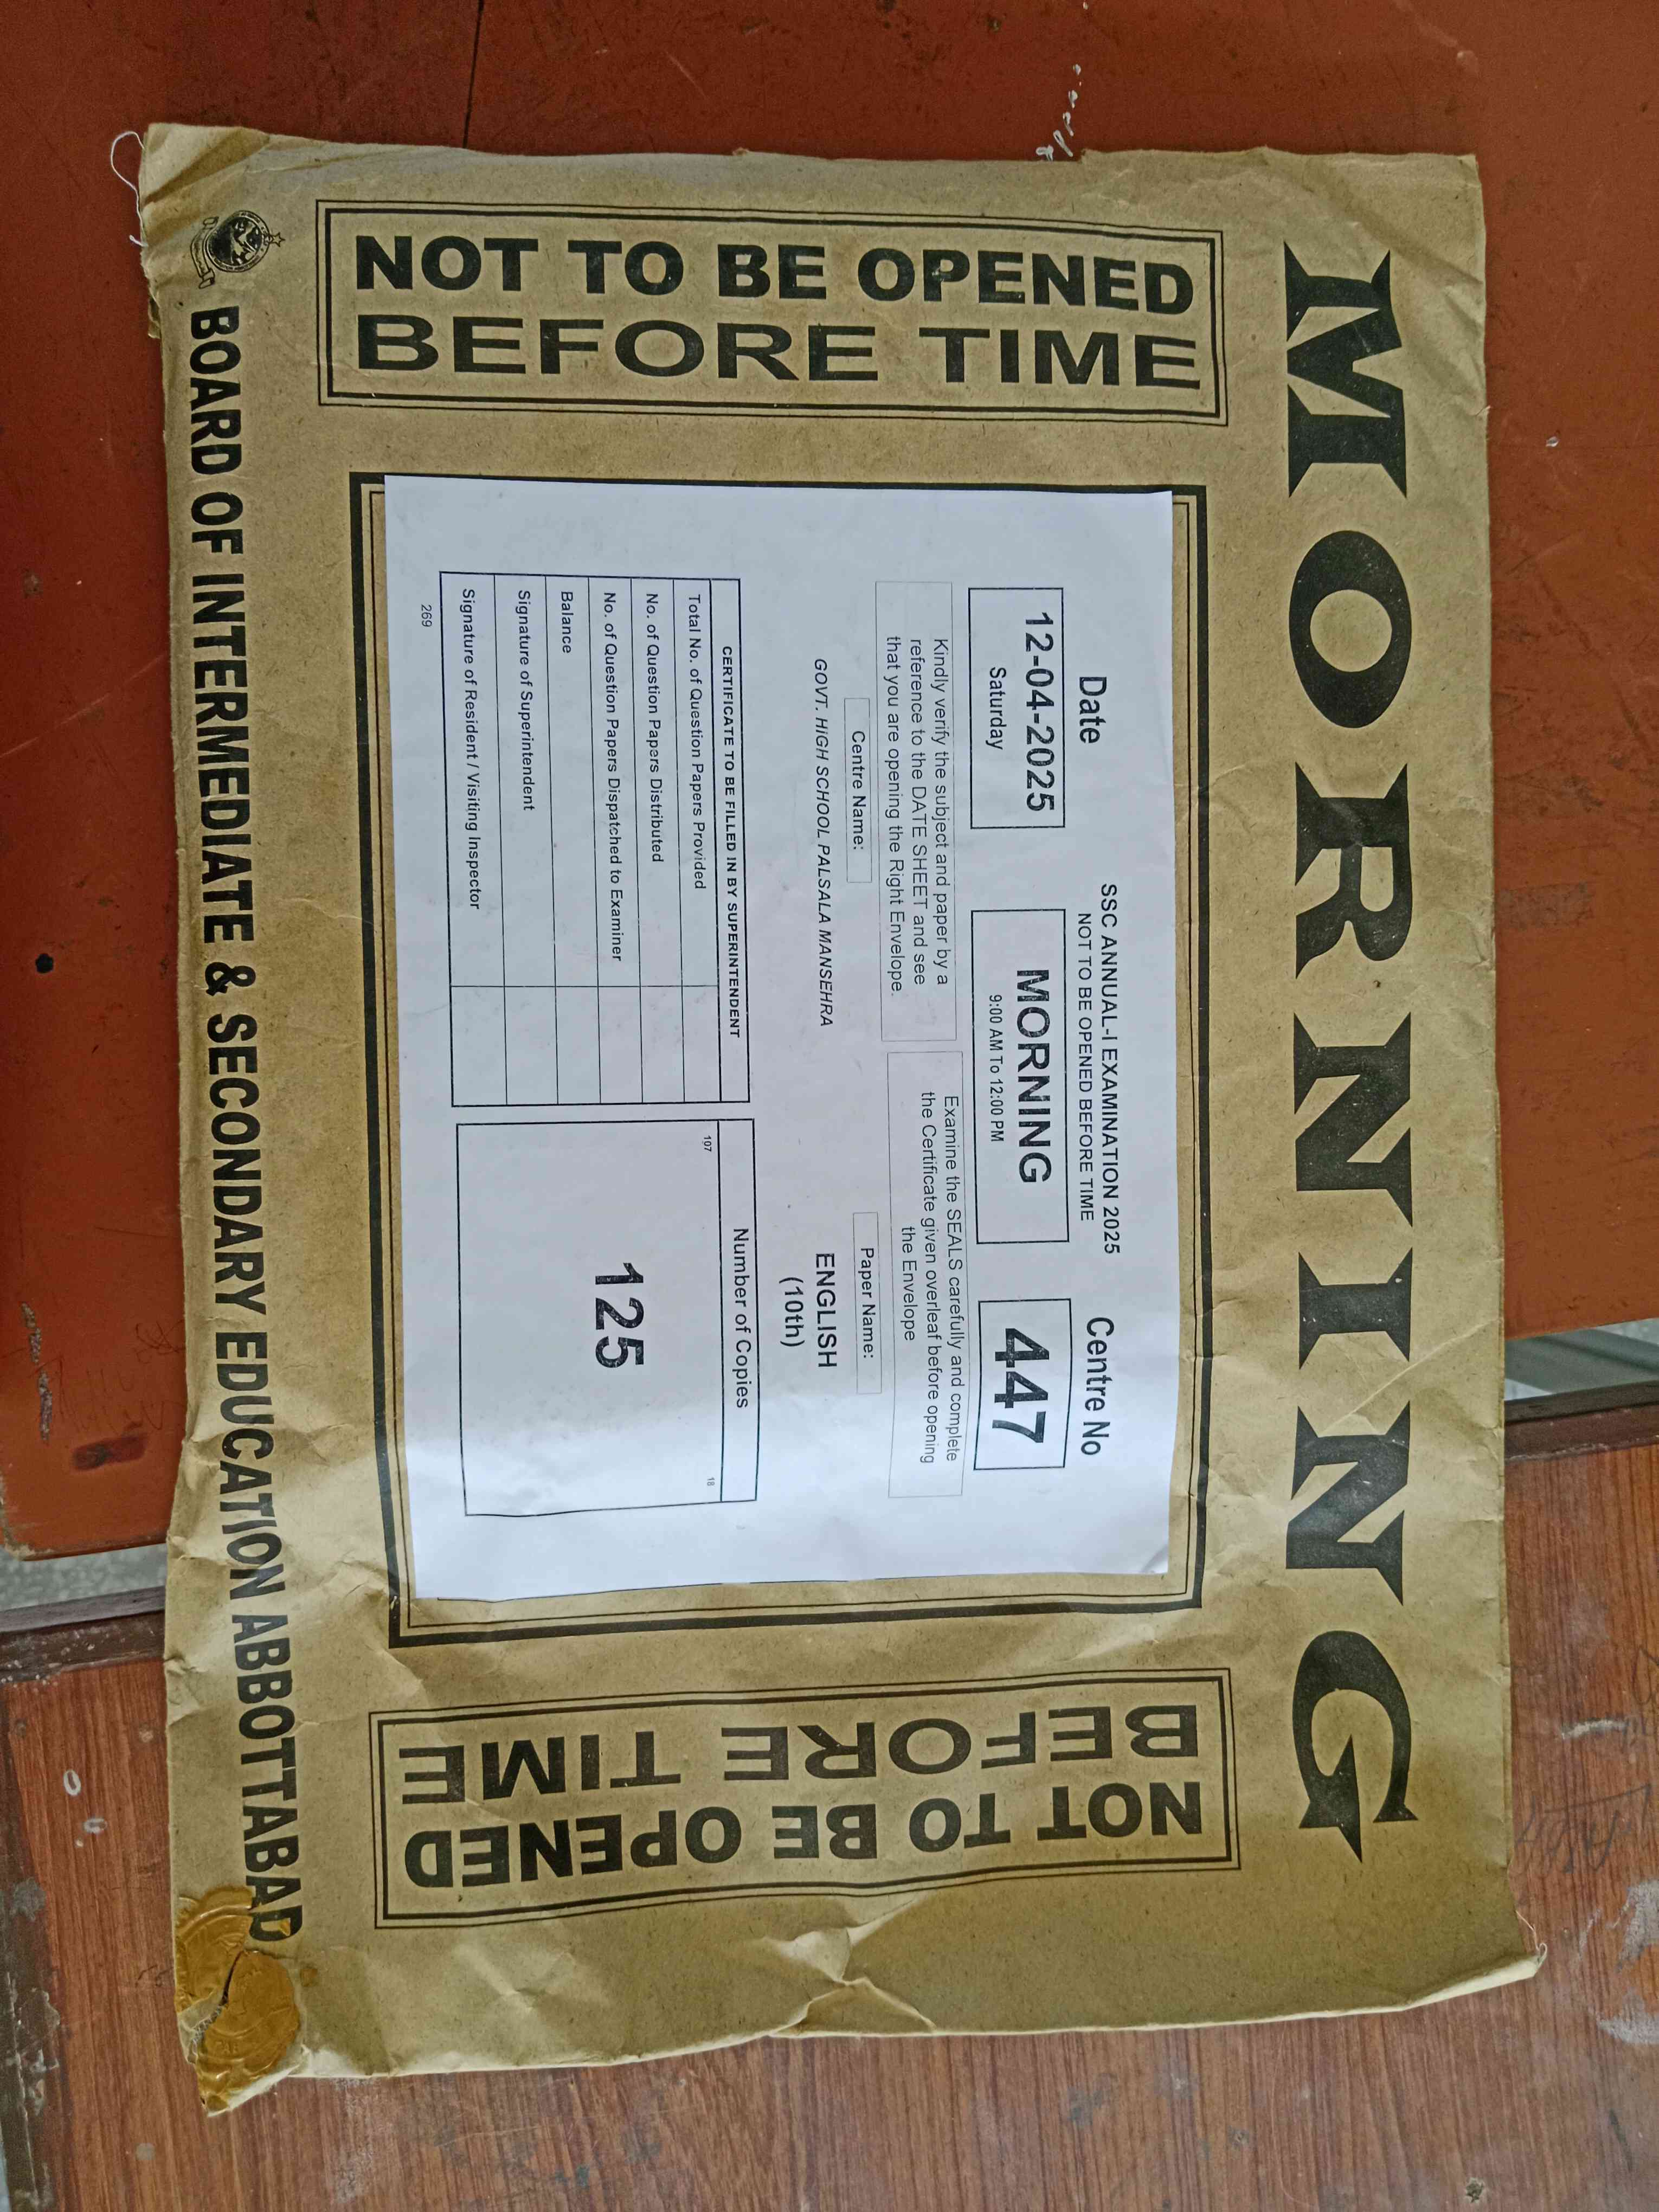 MORNING
NOT TO BE OPENED
BEFORE TIME
Date
12-04-2025
Saturday
SSC ANNUAL-I EXAMINATION 2025
NOT TO BE OPENED BEFORE TIME
MORNING
9:00 AM To 12:00 PM
Centre No
447
Kindly verify the subject and paper by a
reference to the DATE SHEET and see
that you are opening the Right Envelope.
Examine the SEALS carefully and complete
the Certificate given overleaf before opening
the Envelope
Centre Name:
GOVT. HIGH SCHOOL PALSALA MANSEHRA
Paper Name:
ENGLISH
(10th)
CERTIFICATE TO BE FILLED IN BY SUPERINTENDENT
Total No. of Question Papers Provided
No. of Question Papers Distributed
No. of Question Papers Dispatched to Examiner
Balance
Signature of Superintendent
Signature of Resident / Visiting Inspector
269
Number of Copies
107
18
125
NOT TO BE OPENED
BEFORE TIME
BOARD OF INTERMEDIATE & SECONDARY EDUCATION ABBOTTABAD